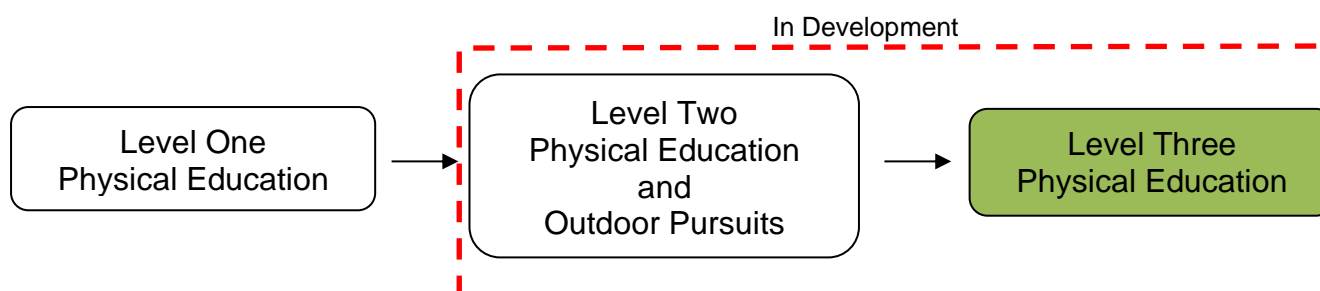 In Development
Level One
Physical Education
Level Two
Physical Education
and
Outdoor Pursuits
Level Three
Physical Education